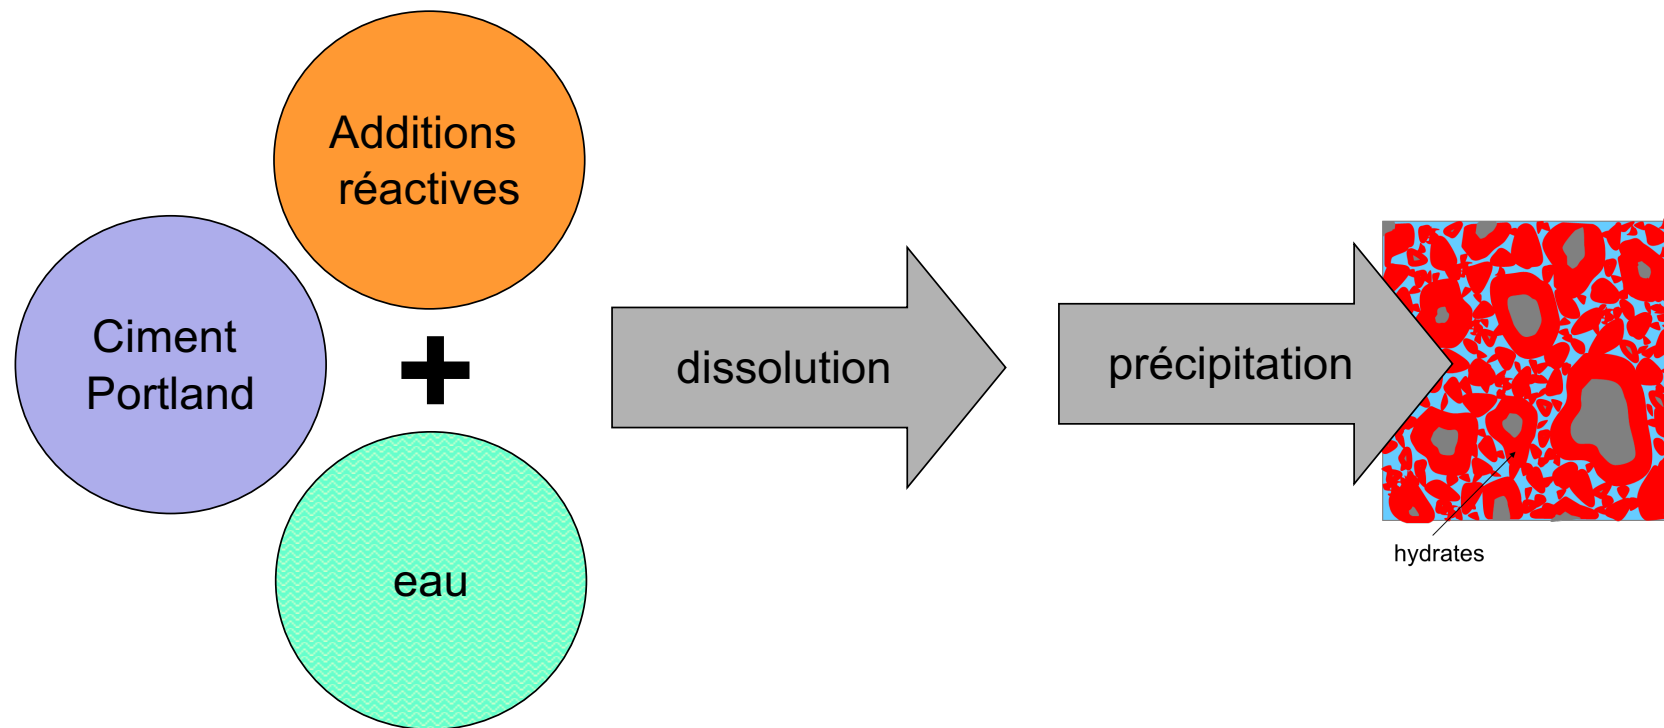 Additions
réactives
Ciment
Portland
+
eau
dissolution
précipitation
hydrates